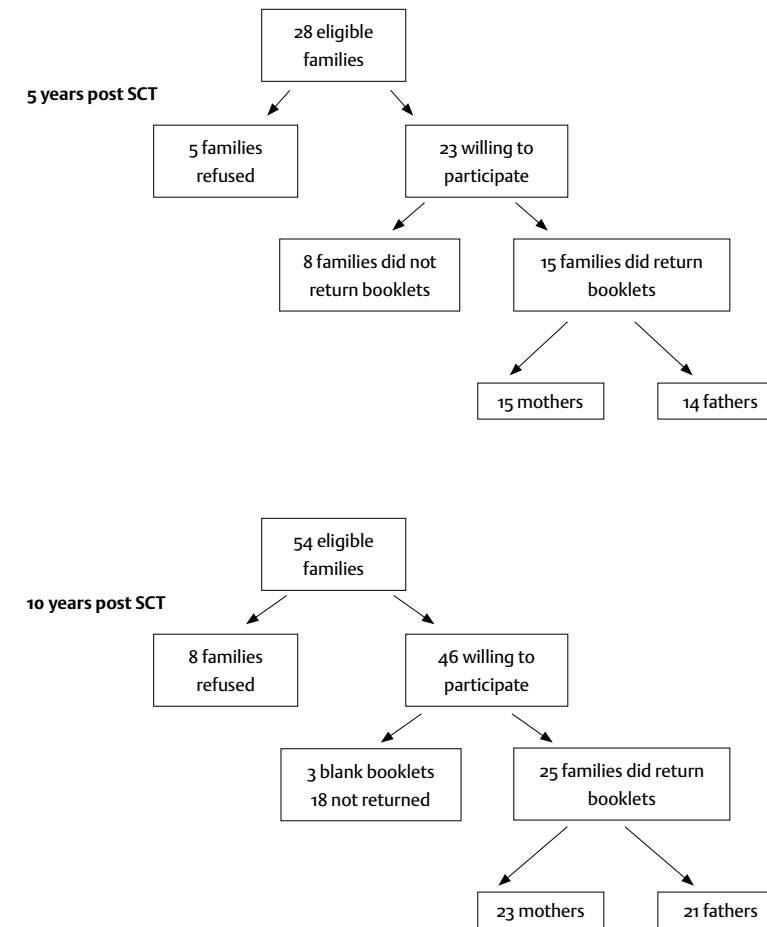 28 eligible
families
5 years post SCT
5 families
refused
23 willing to
participate
8 families did not
return booklets
15 families did return
booklets
15 mothers
14 fathers
54 eligible
families
10 years post SCT
8 families
refused
46 willing to
participate
3 blank booklets
18 not returned
25 families did return
booklets
23 mothers
21 fathers